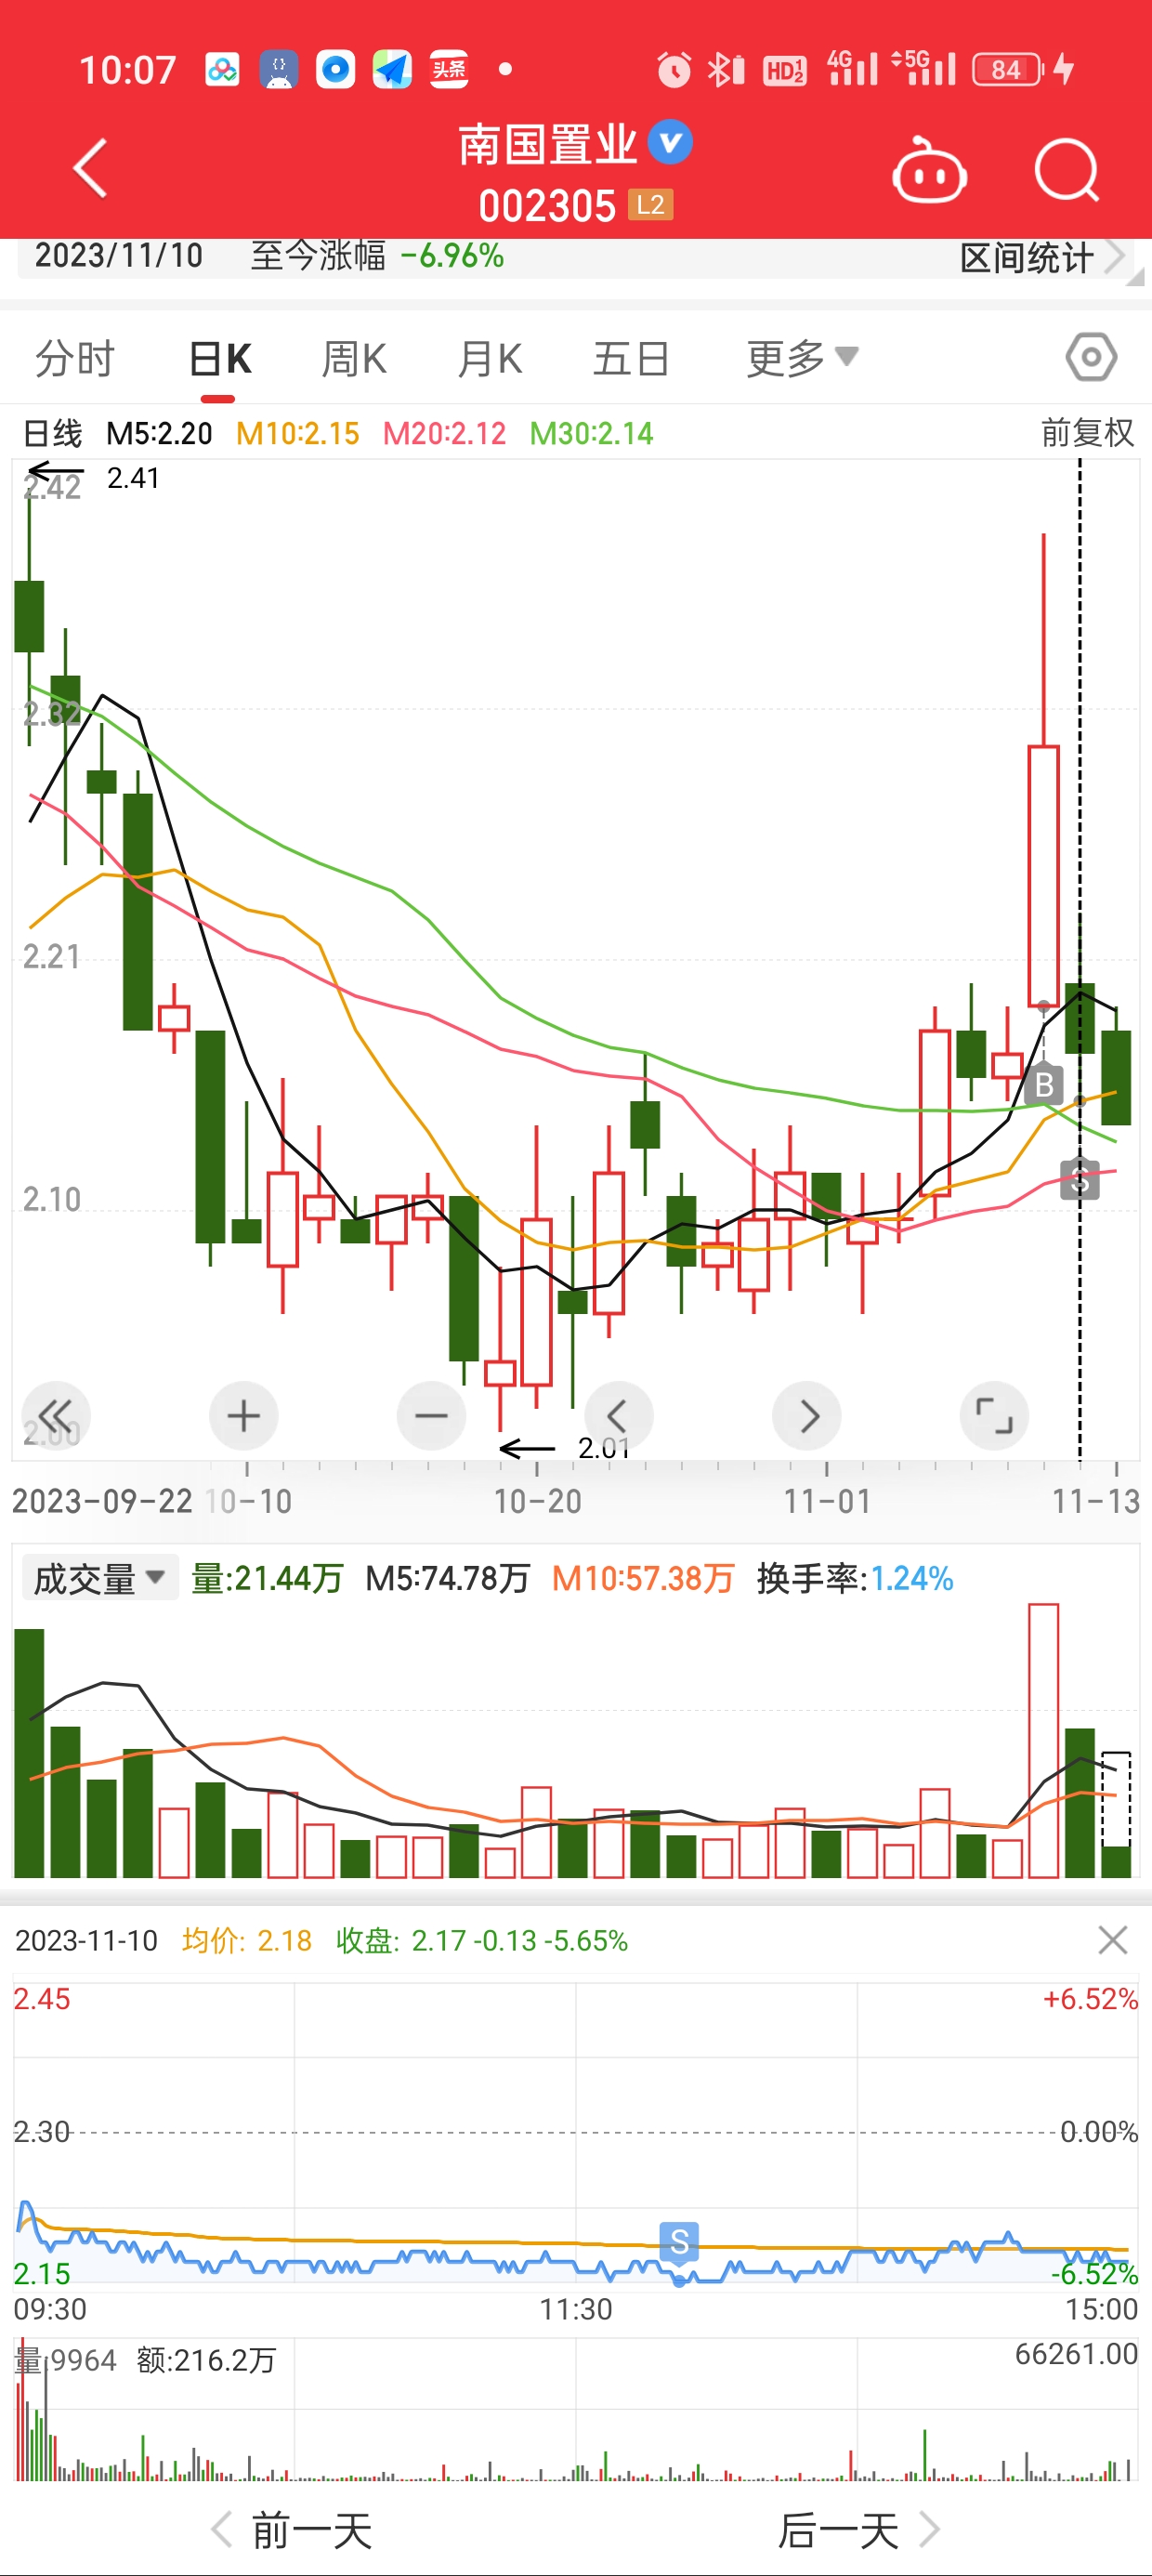 10:07 头条 HD1 2 4G 5G 84
南国置业
002305 L2
2023/11/10 至今涨幅 -6.96% 区间统计
分时 日K 周K 月K 五日 更多
日线 M5:2.20 M10:2.15 M20:2.12 M30:2.14 前复权
2.42 2.41
2.32
2.21
B
2.10 S
2.00 2.01
2023-09-22 10-10 10-20 11-01 11-13
成交量 量:21.44万 M5:74.78万 M10:57.38万 换手率:1.24%
2023-11-10 均价: 2.18 收盘: 2.17 -0.13 -5.65%
2.45 +6.52%
2.30 0.00%
S
2.15 -6.52%
09:30 11:30 15:00
量:9964 额:216.2万 66261.00
前一天 后一天